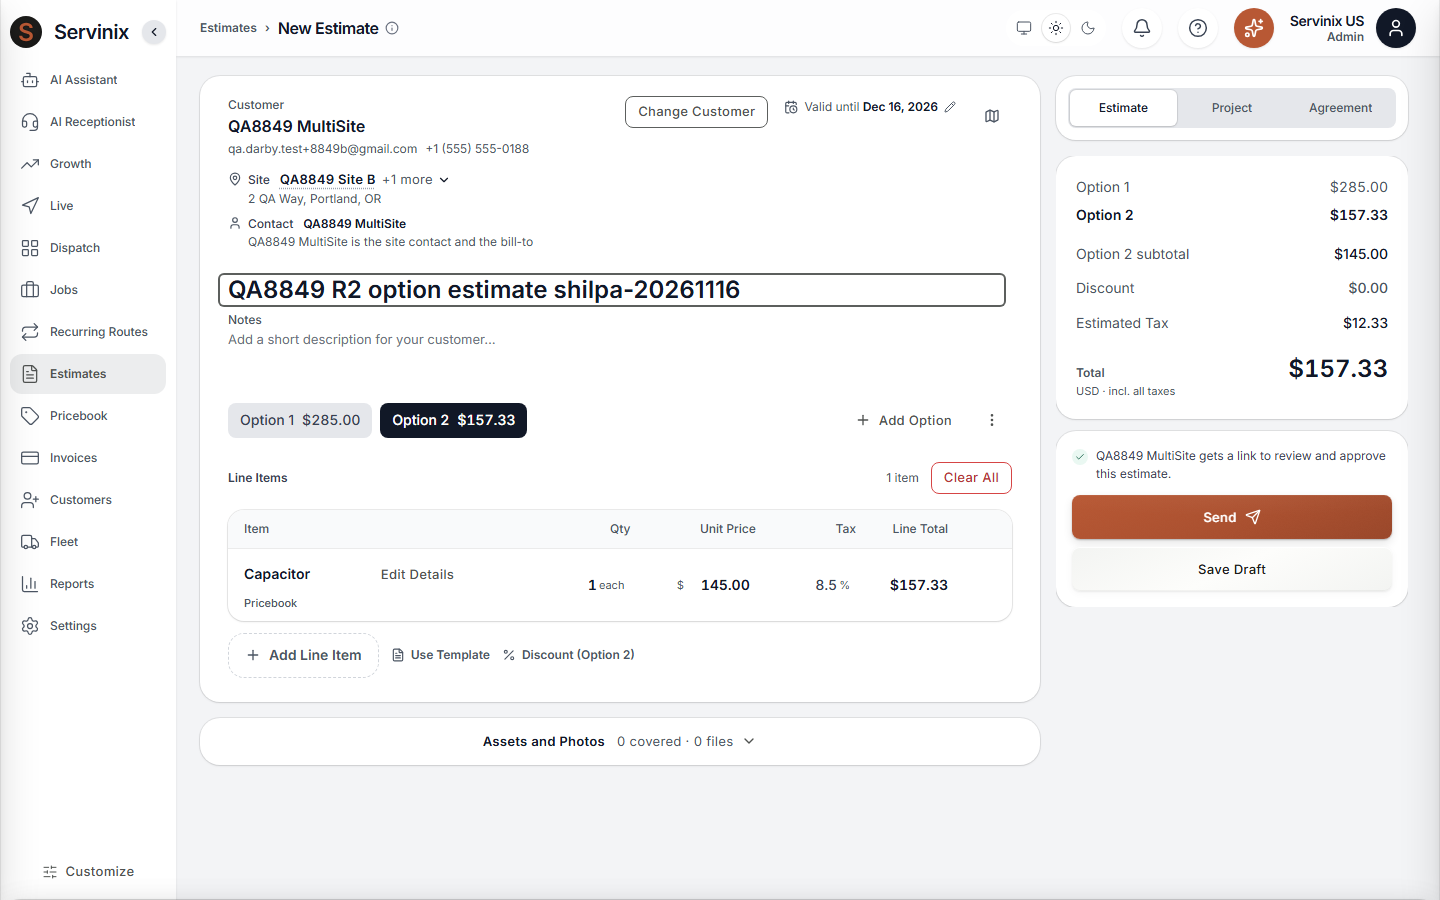 S Servinix
AI Assistant
AI Receptionist
Growth
Live
Dispatch
Jobs
Recurring Routes
Estimates
Pricebook
Invoices
Customers
Fleet
Reports
Settings
Customize
Estimates › New Estimate
Servinix US
Admin
Customer
QA8849 MultiSite
qa.darby.test+8849b@gmail.com +1 (555) 555-0188
Change Customer
Valid until Dec 16, 2026
Site QA8849 Site B +1 more
2 QA Way, Portland, OR
Contact QA8849 MultiSite
QA8849 MultiSite is the site contact and the bill-to
QA8849 R2 option estimate shilpa-20261116
Notes
Add a short description for your customer...
Option 1 $285.00
Option 2 $157.33
+ Add Option
Line Items
1 item
Clear All
Item Qty Unit Price Tax Line Total
Capacitor Edit Details 1 each $ 145.00 8.5 % $157.33
Pricebook
+ Add Line Item
Use Template
% Discount (Option 2)
Assets and Photos 0 covered · 0 files
Estimate Project Agreement
Option 1 $285.00
Option 2 $157.33
Option 2 subtotal $145.00
Discount $0.00
Estimated Tax $12.33
Total $157.33
USD · incl. all taxes
QA8849 MultiSite gets a link to review and approve
this estimate.
Send
Save Draft